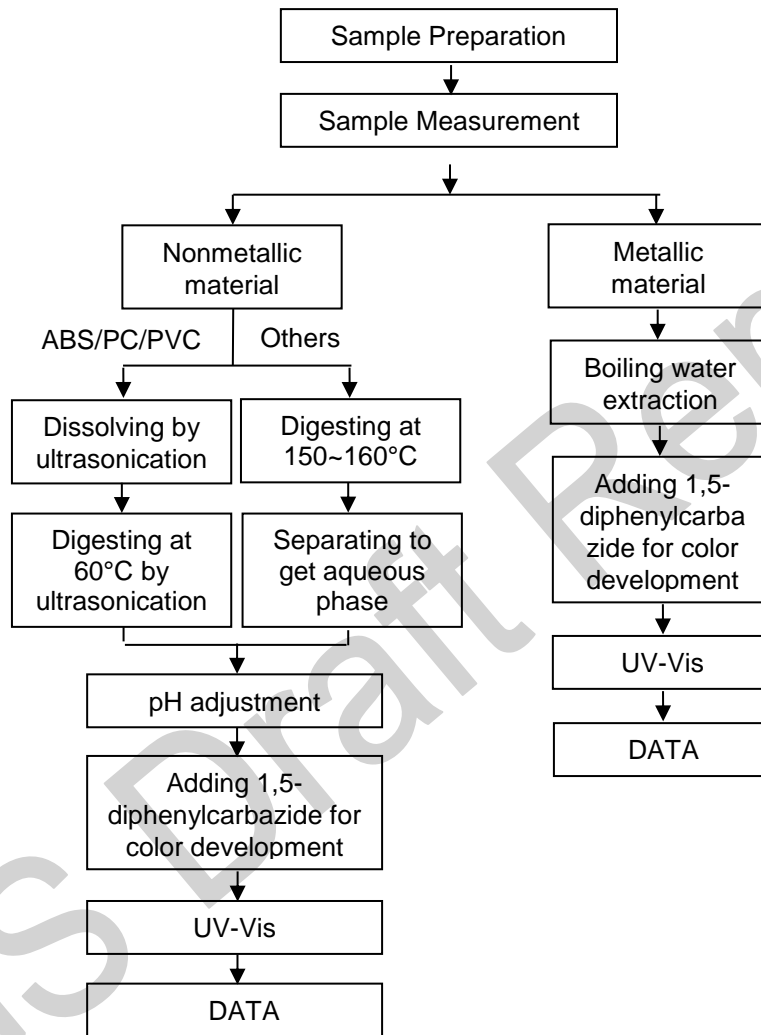 Sample Preparation
Sample Measurement
Nonmetallic
material
Metallic
material
ABS/PC/PVC
Others
Boiling water
extraction
Dissolving by
ultrasonication
Digesting at
150~160°C
Adding 1,5-
diphenylcarba
zide for color
development
Digesting at
60°C by
ultrasonication
Separating to
get aqueous
phase
UV-Vis
pH adjustment
DATA
Adding 1,5-
diphenylcarbazide for
color development
UV-Vis
DATA
S Draft Re